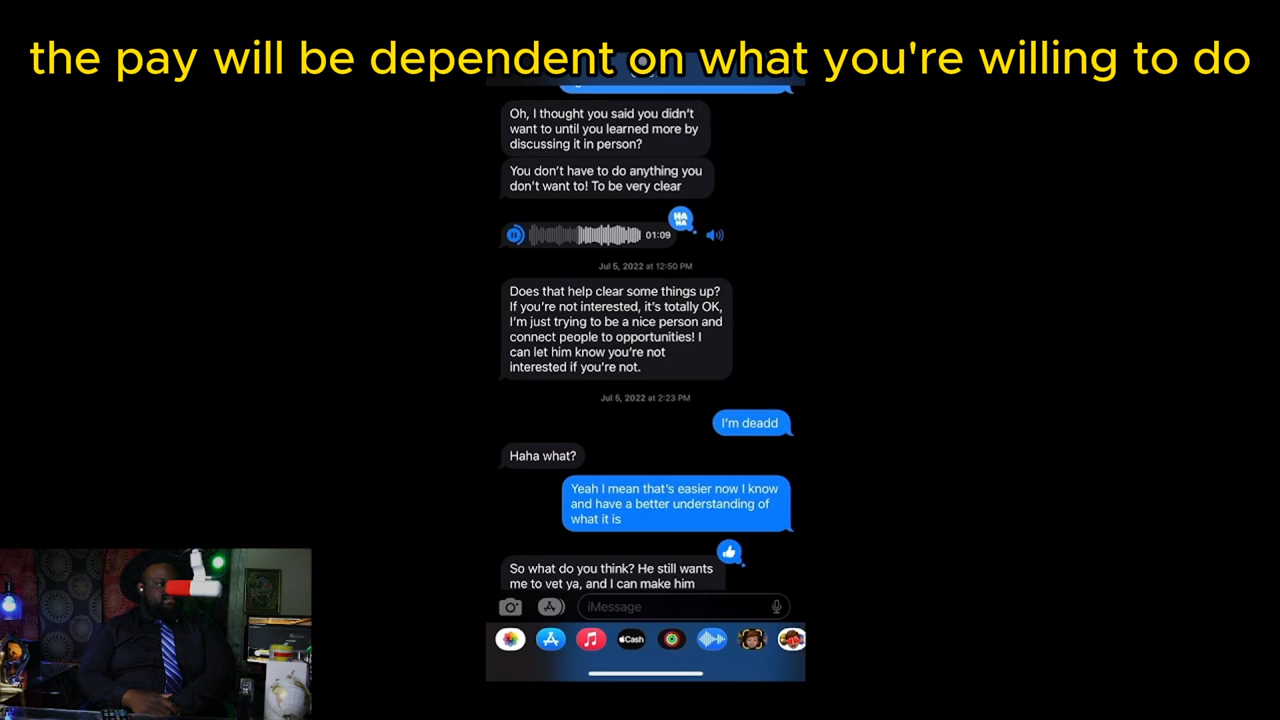 the pay will be dependent on what you're willing to do
Oh, I thought you said you didn't
want to until you learned more by
discussing it in person?
You don't have to do anything you
don't want to! To be very clear
HA
HA
01:09
Jul 5, 2022 at 12:50 PM
Does that help clear some things up?
If you're not interested, it's totally OK,
I'm just trying to be a nice person and
connect people to opportunities! I
can let him know you're not
interested if you're not.
Jul 5, 2022 at 2:23 PM
I'm deadd
Haha what?
Yeah I mean that's easier now I know
and have a better understanding of
what it is
So what do you think? He still wants
me to vet ya, and I can make him
iMessage
Cash